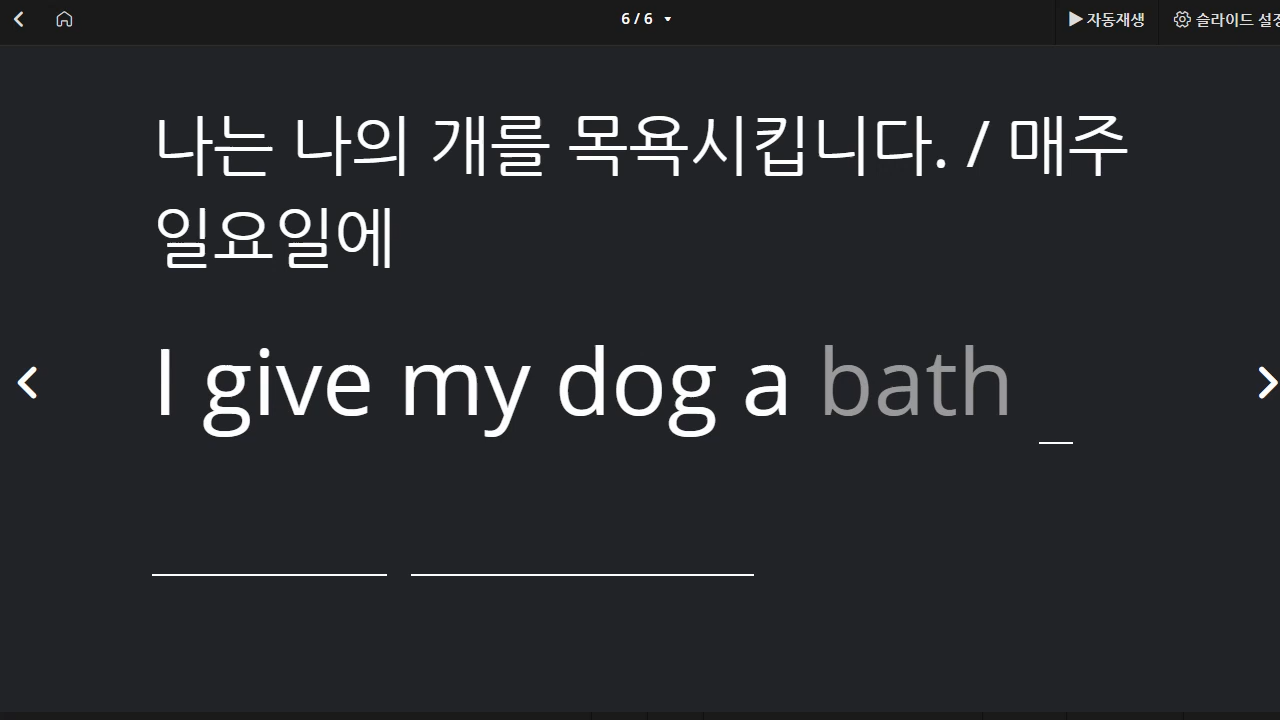 6 / 6
자동재생
슬라이드 설정
나는 나의 개를 목욕시킵니다. / 매주
일요일에
I give my dog a bath _